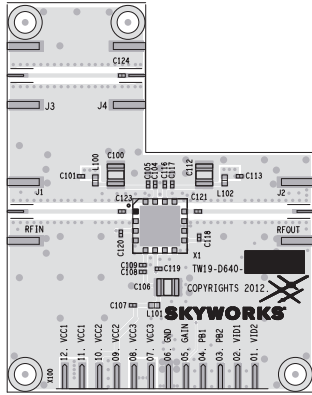 C124
J3 J4
C101
L100
C100
C105
C104
C116
C117
C112
L102
C113
J1
J2
C123
C121
RFIN
C120
C118
RFOUT
X1
C109
C108
C119
TW19-D640-
C106
COPYRIGHTS 2012.
C107
L101
SKYWORKS
12. VCC1
11. VCC1
10. VCC2
09. VCC2
08. VCC3
07. VCC3
06. GND
05. GAIN
04. PB1
03. PB2
02. VID1
01. VID2
X100